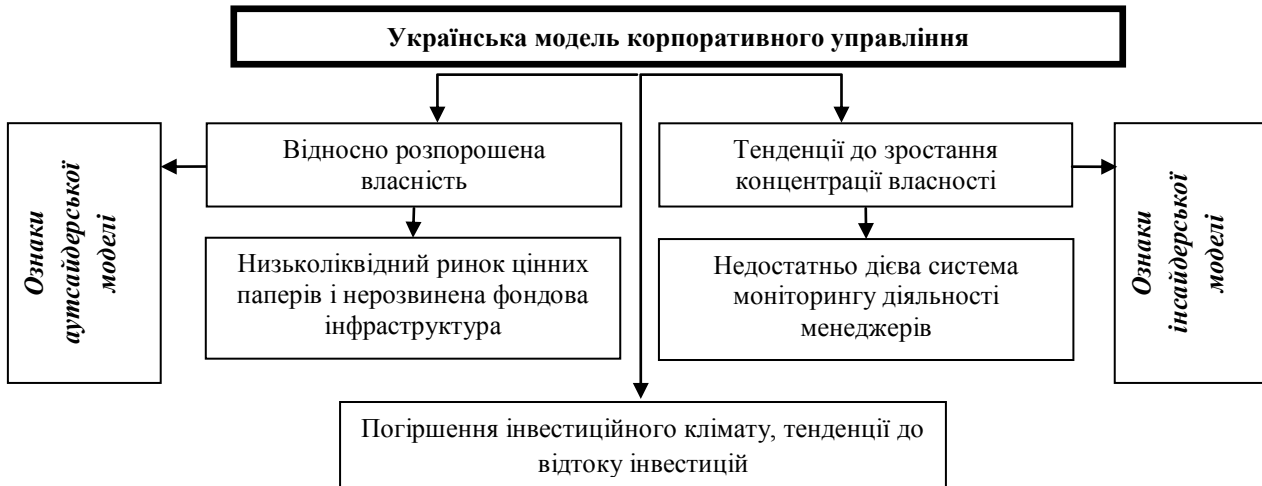 Українська модель корпоративного управління
Ознаки
аутсайдерської
моделі
Відносно розпорошена
власність
Тенденції до зростання
концентрації власності
Низьколіквідний ринок цінних
паперів і нерозвинена фондова
інфраструктура
Недостатньо дієва система
моніторингу діяльності
менеджерів
Ознаки
інсайдерської
моделі
Погіршення інвестиційного клімату, тенденції до
відтоку інвестицій